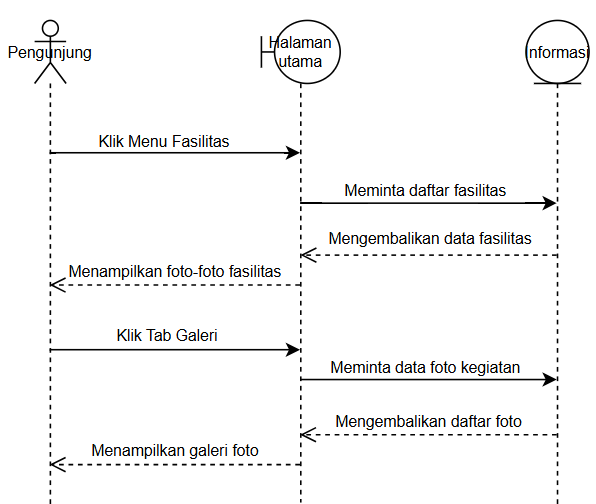 Pengunjung
Halaman
utama
Informasi
Klik Menu Fasilitas
Meminta daftar fasilitas
Mengembalikan data fasilitas
Menampilkan foto-foto fasilitas
Klik Tab Galeri
Meminta data foto kegiatan
Mengembalikan daftar foto
Menampilkan galeri foto